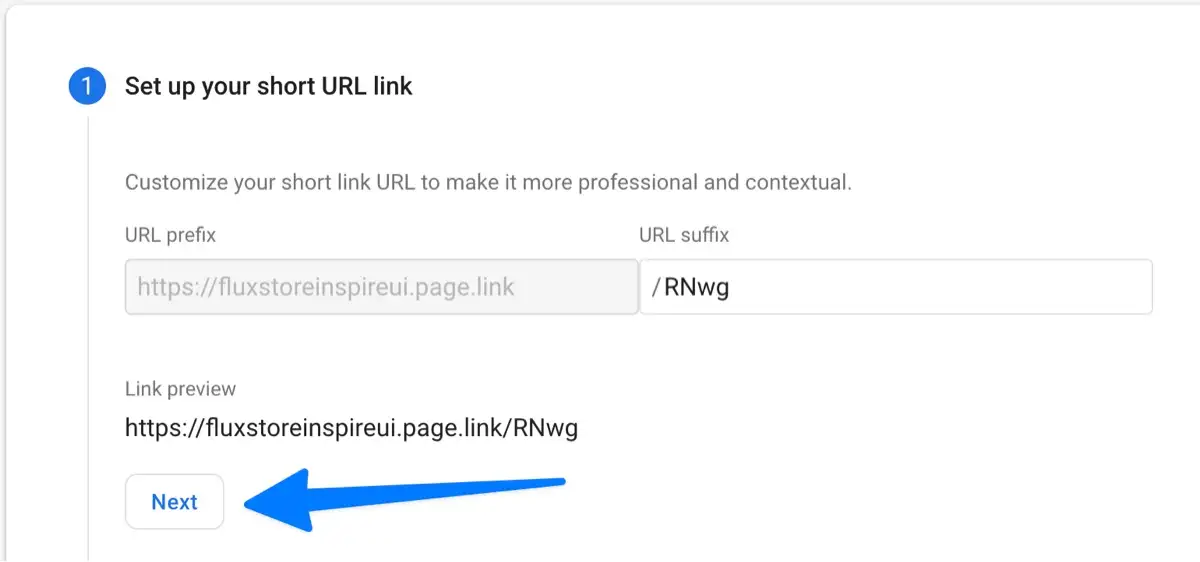 1 Set up your short URL link
Customize your short link URL to make it more professional and contextual.
URL prefix URL suffix
https://fluxstoreinspireui.page.link /RNwg
Link preview
https://fluxstoreinspireui.page.link/RNwg
Next